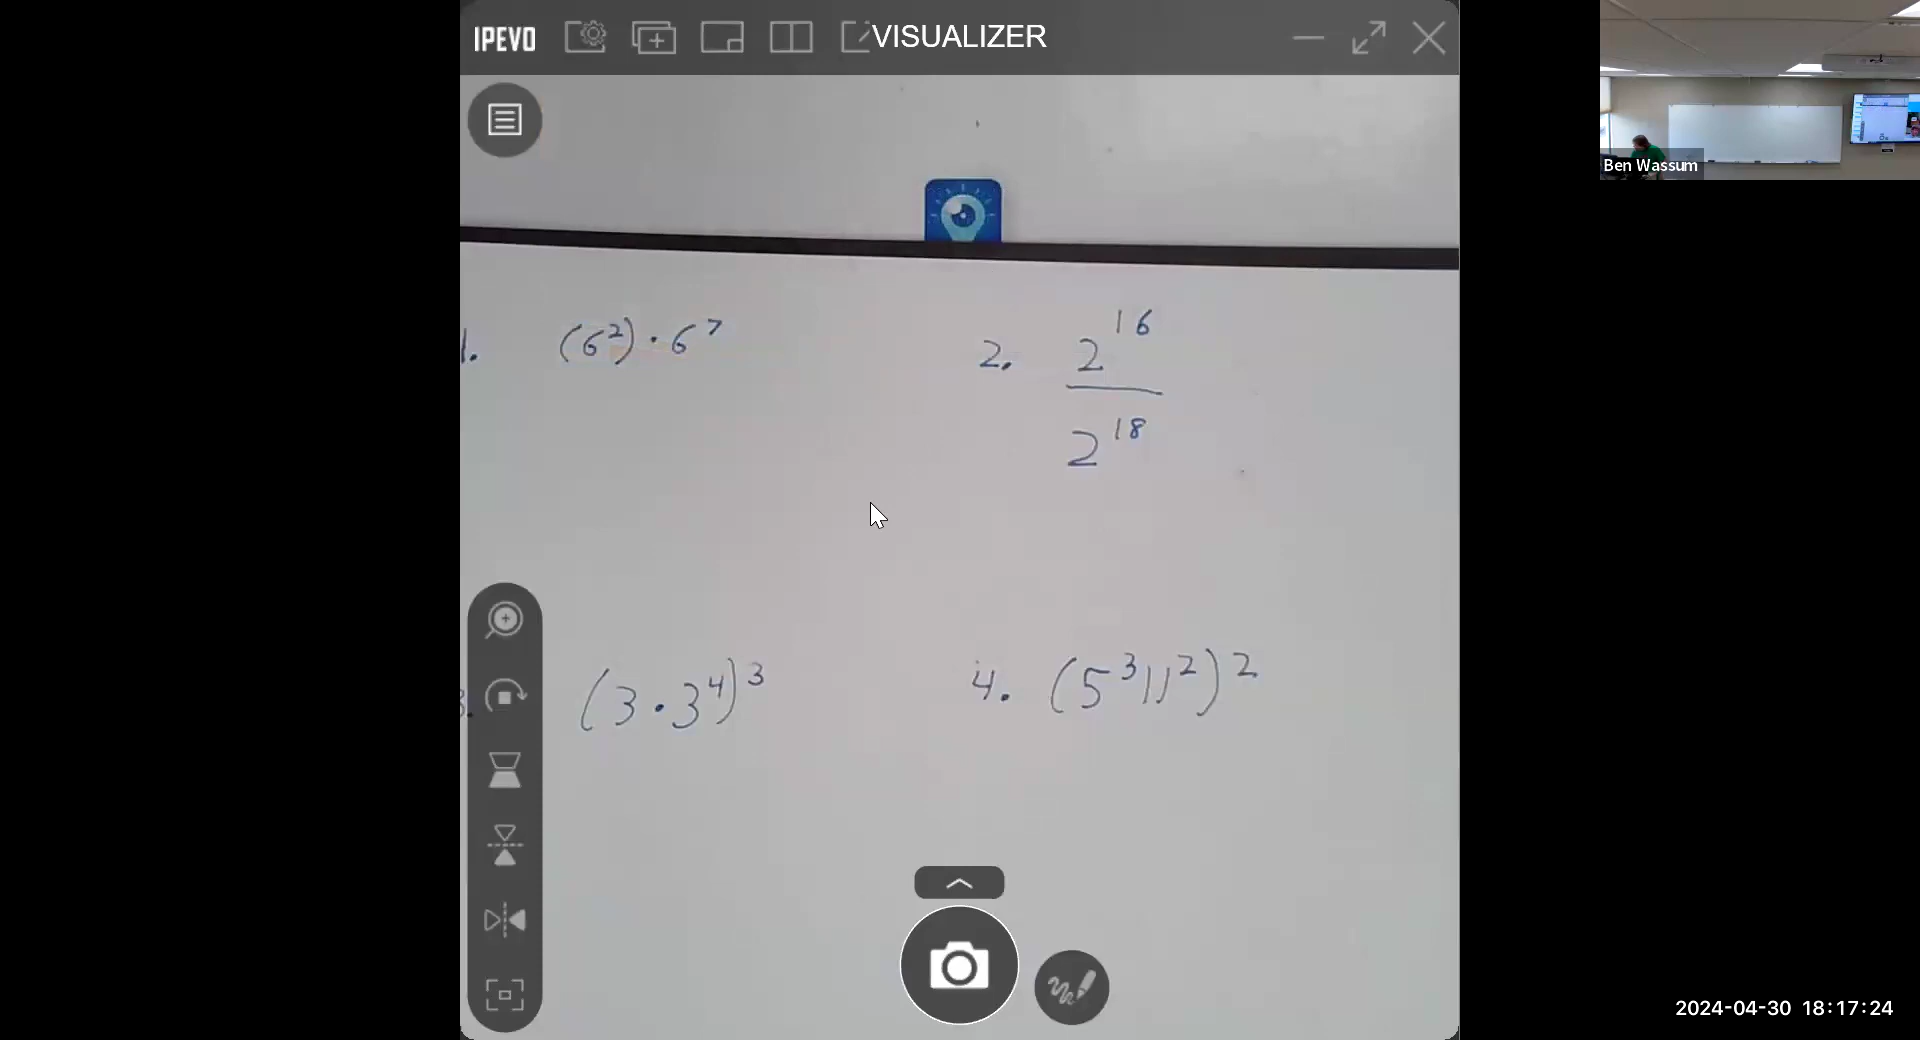 IPEVO VISUALIZER
Ben Wassum
1. (6²) · 6⁷
2. 2¹⁶
2¹⁸
3. (3 · 3⁴)³
4. (5³11²)²
2024-04-30 18:17:24